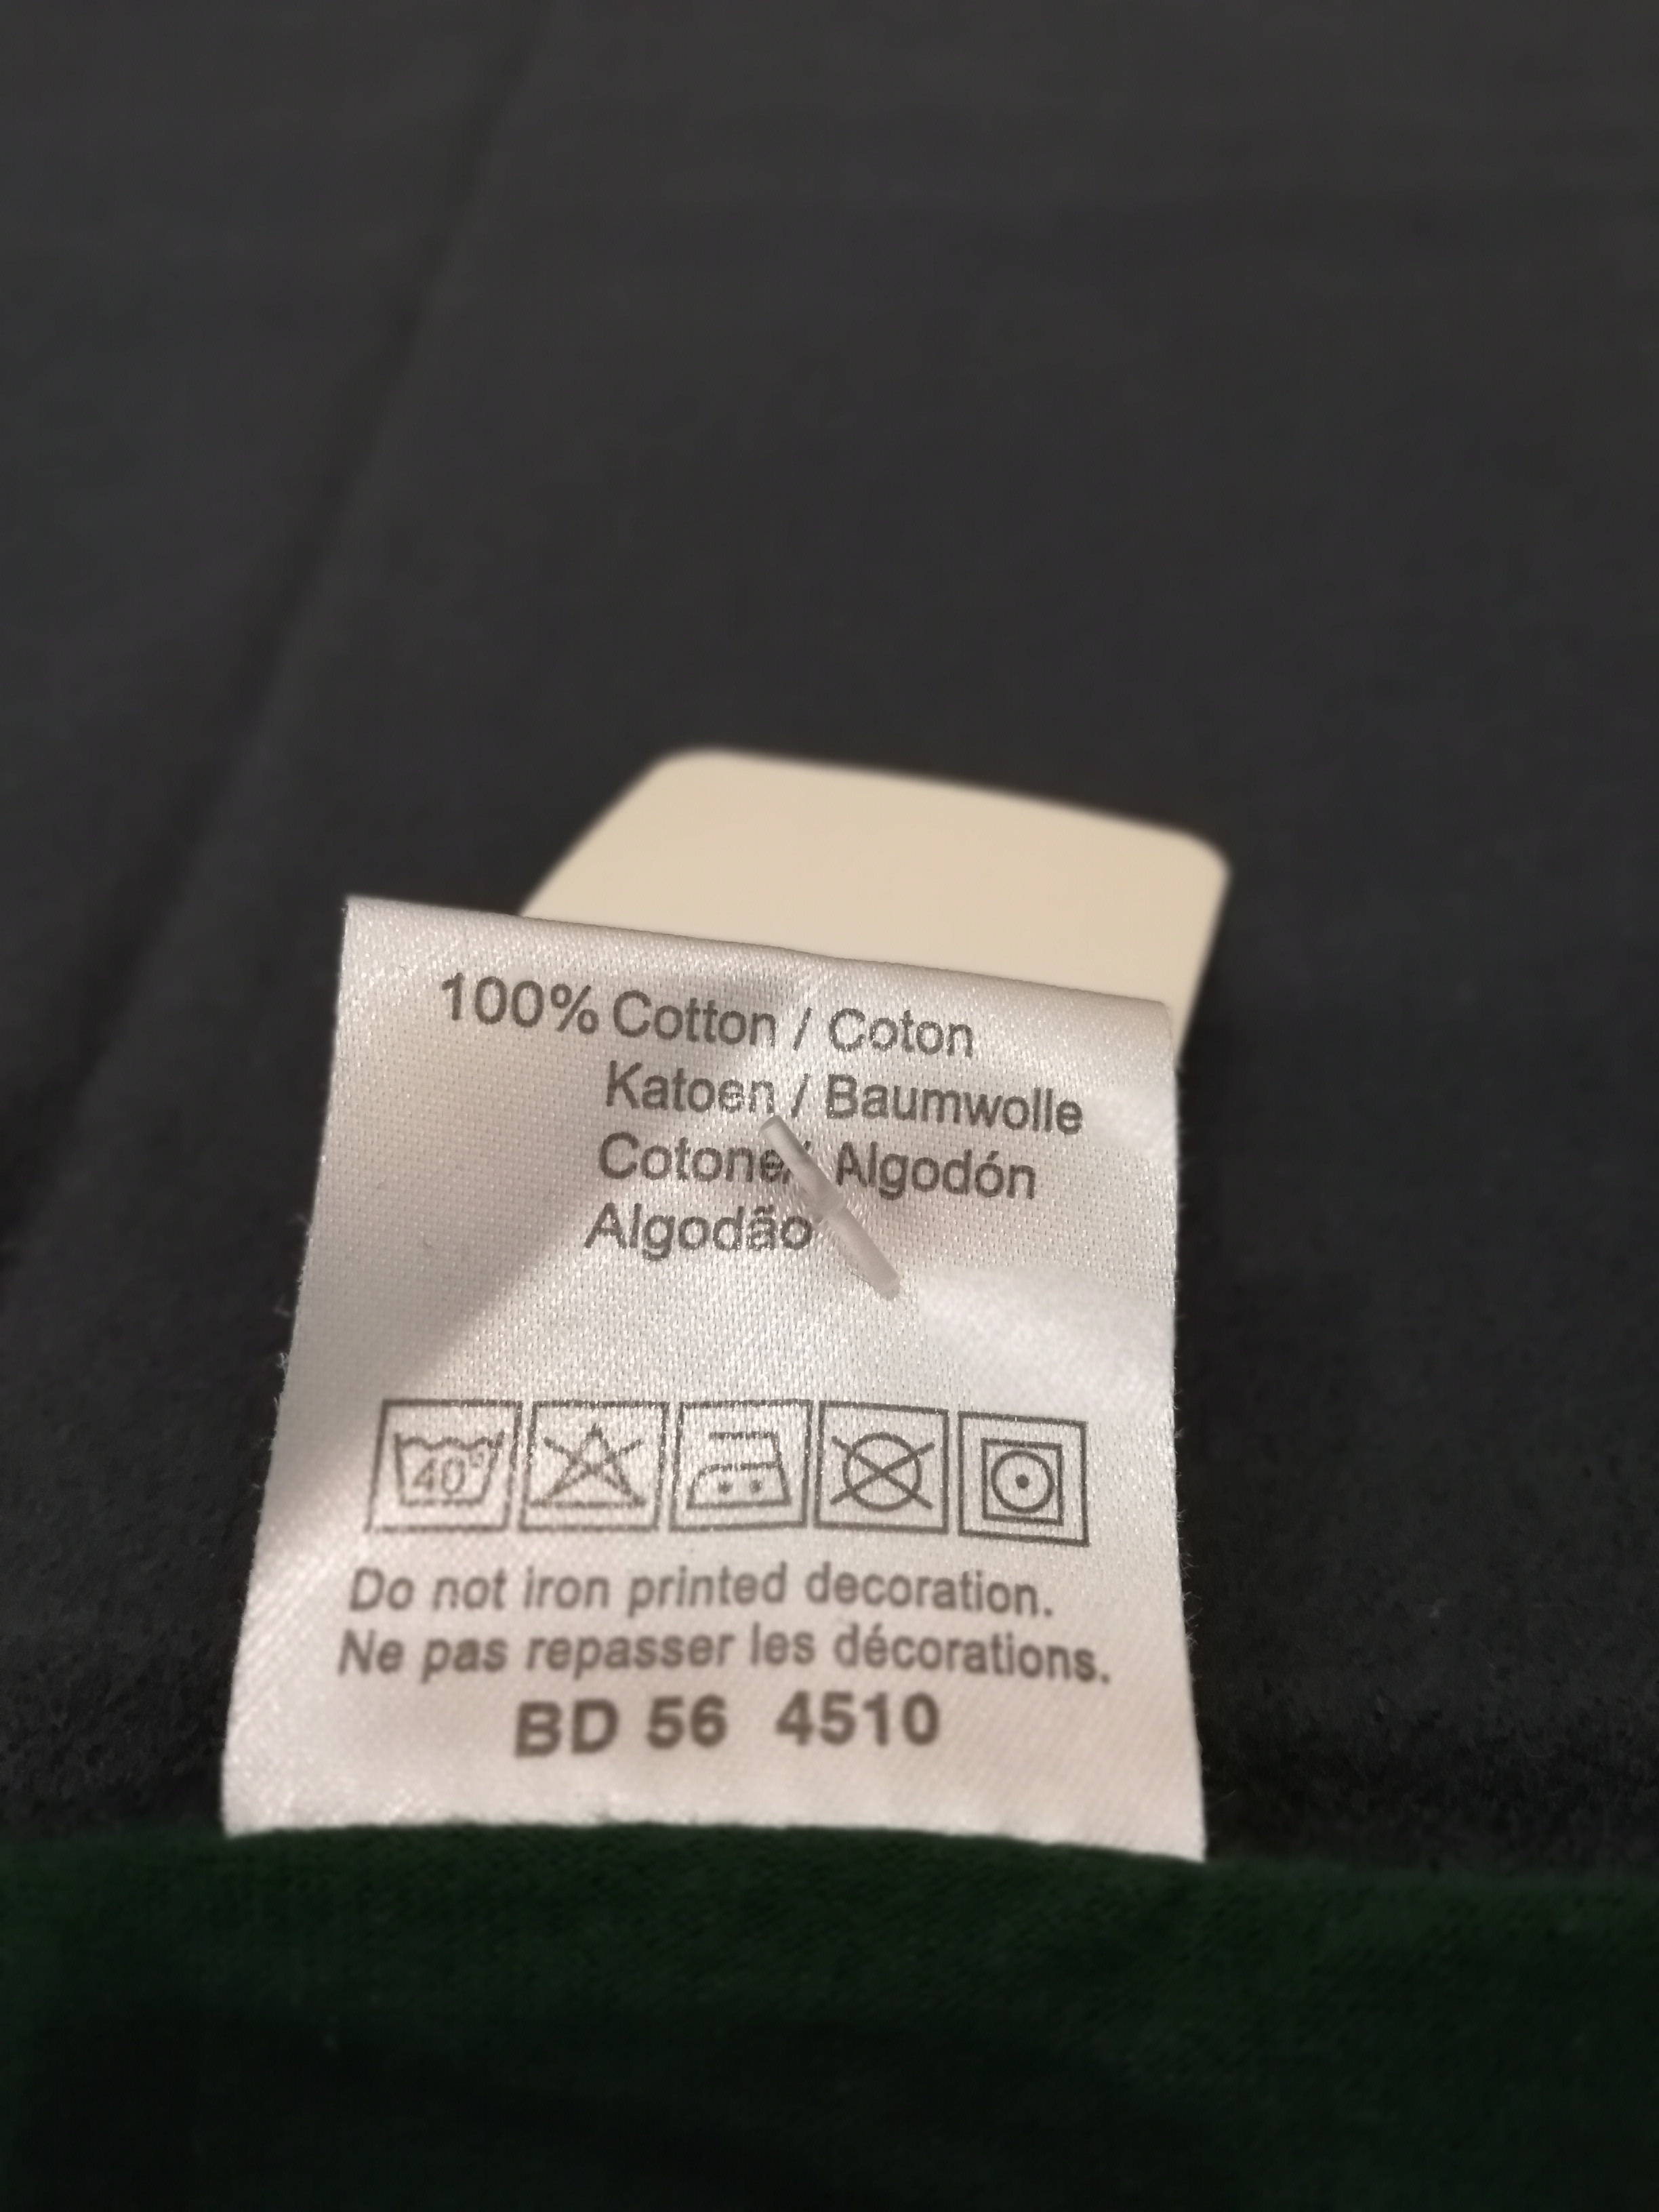 100% Cotton / Coton
Katoen / Baumwolle
Cotone / Algodón
Algodão
40°
Do not iron printed decoration.
Ne pas repasser les décorations.
BD 56 4510